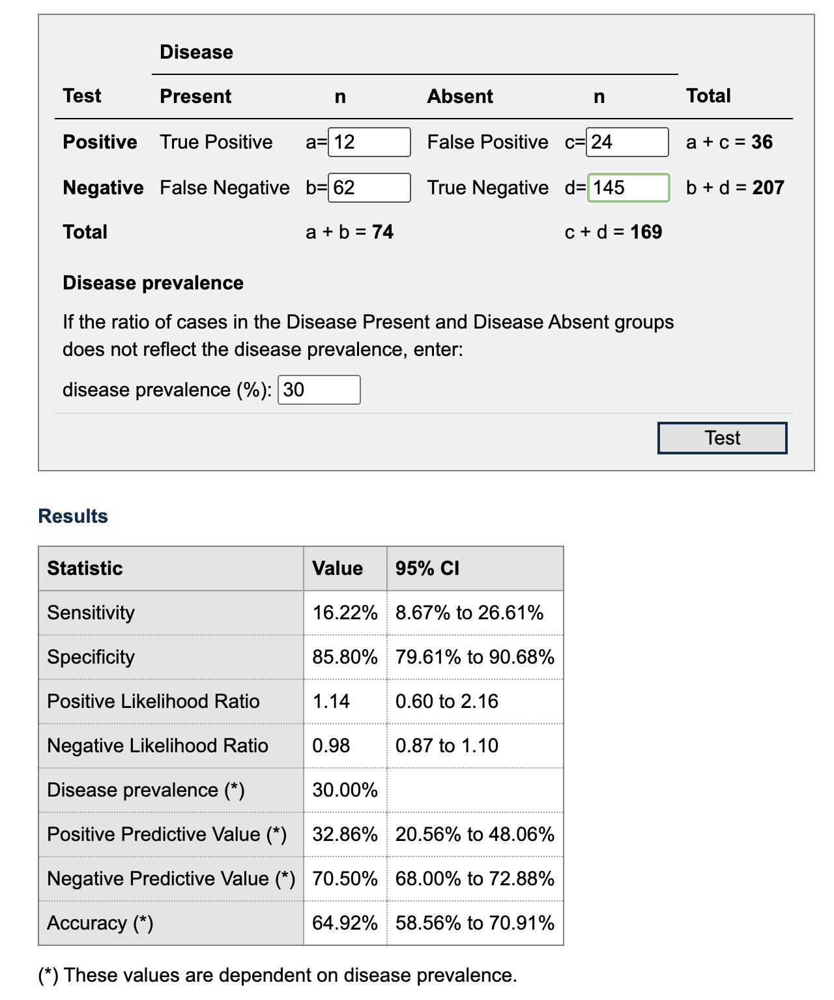 Disease
Test Present n Absent n Total
Positive True Positive a= 12 False Positive c= 24 a + c = 36
Negative False Negative b= 62 True Negative d= 145 b + d = 207
Total a + b = 74 c + d = 169
Disease prevalence
If the ratio of cases in the Disease Present and Disease Absent groups
does not reflect the disease prevalence, enter:
disease prevalence (%): 30
Test
Results
Statistic Value 95% CI
Sensitivity 16.22% 8.67% to 26.61%
Specificity 85.80% 79.61% to 90.68%
Positive Likelihood Ratio 1.14 0.60 to 2.16
Negative Likelihood Ratio 0.98 0.87 to 1.10
Disease prevalence (*) 30.00%
Positive Predictive Value (*) 32.86% 20.56% to 48.06%
Negative Predictive Value (*) 70.50% 68.00% to 72.88%
Accuracy (*) 64.92% 58.56% to 70.91%
(*) These values are dependent on disease prevalence.